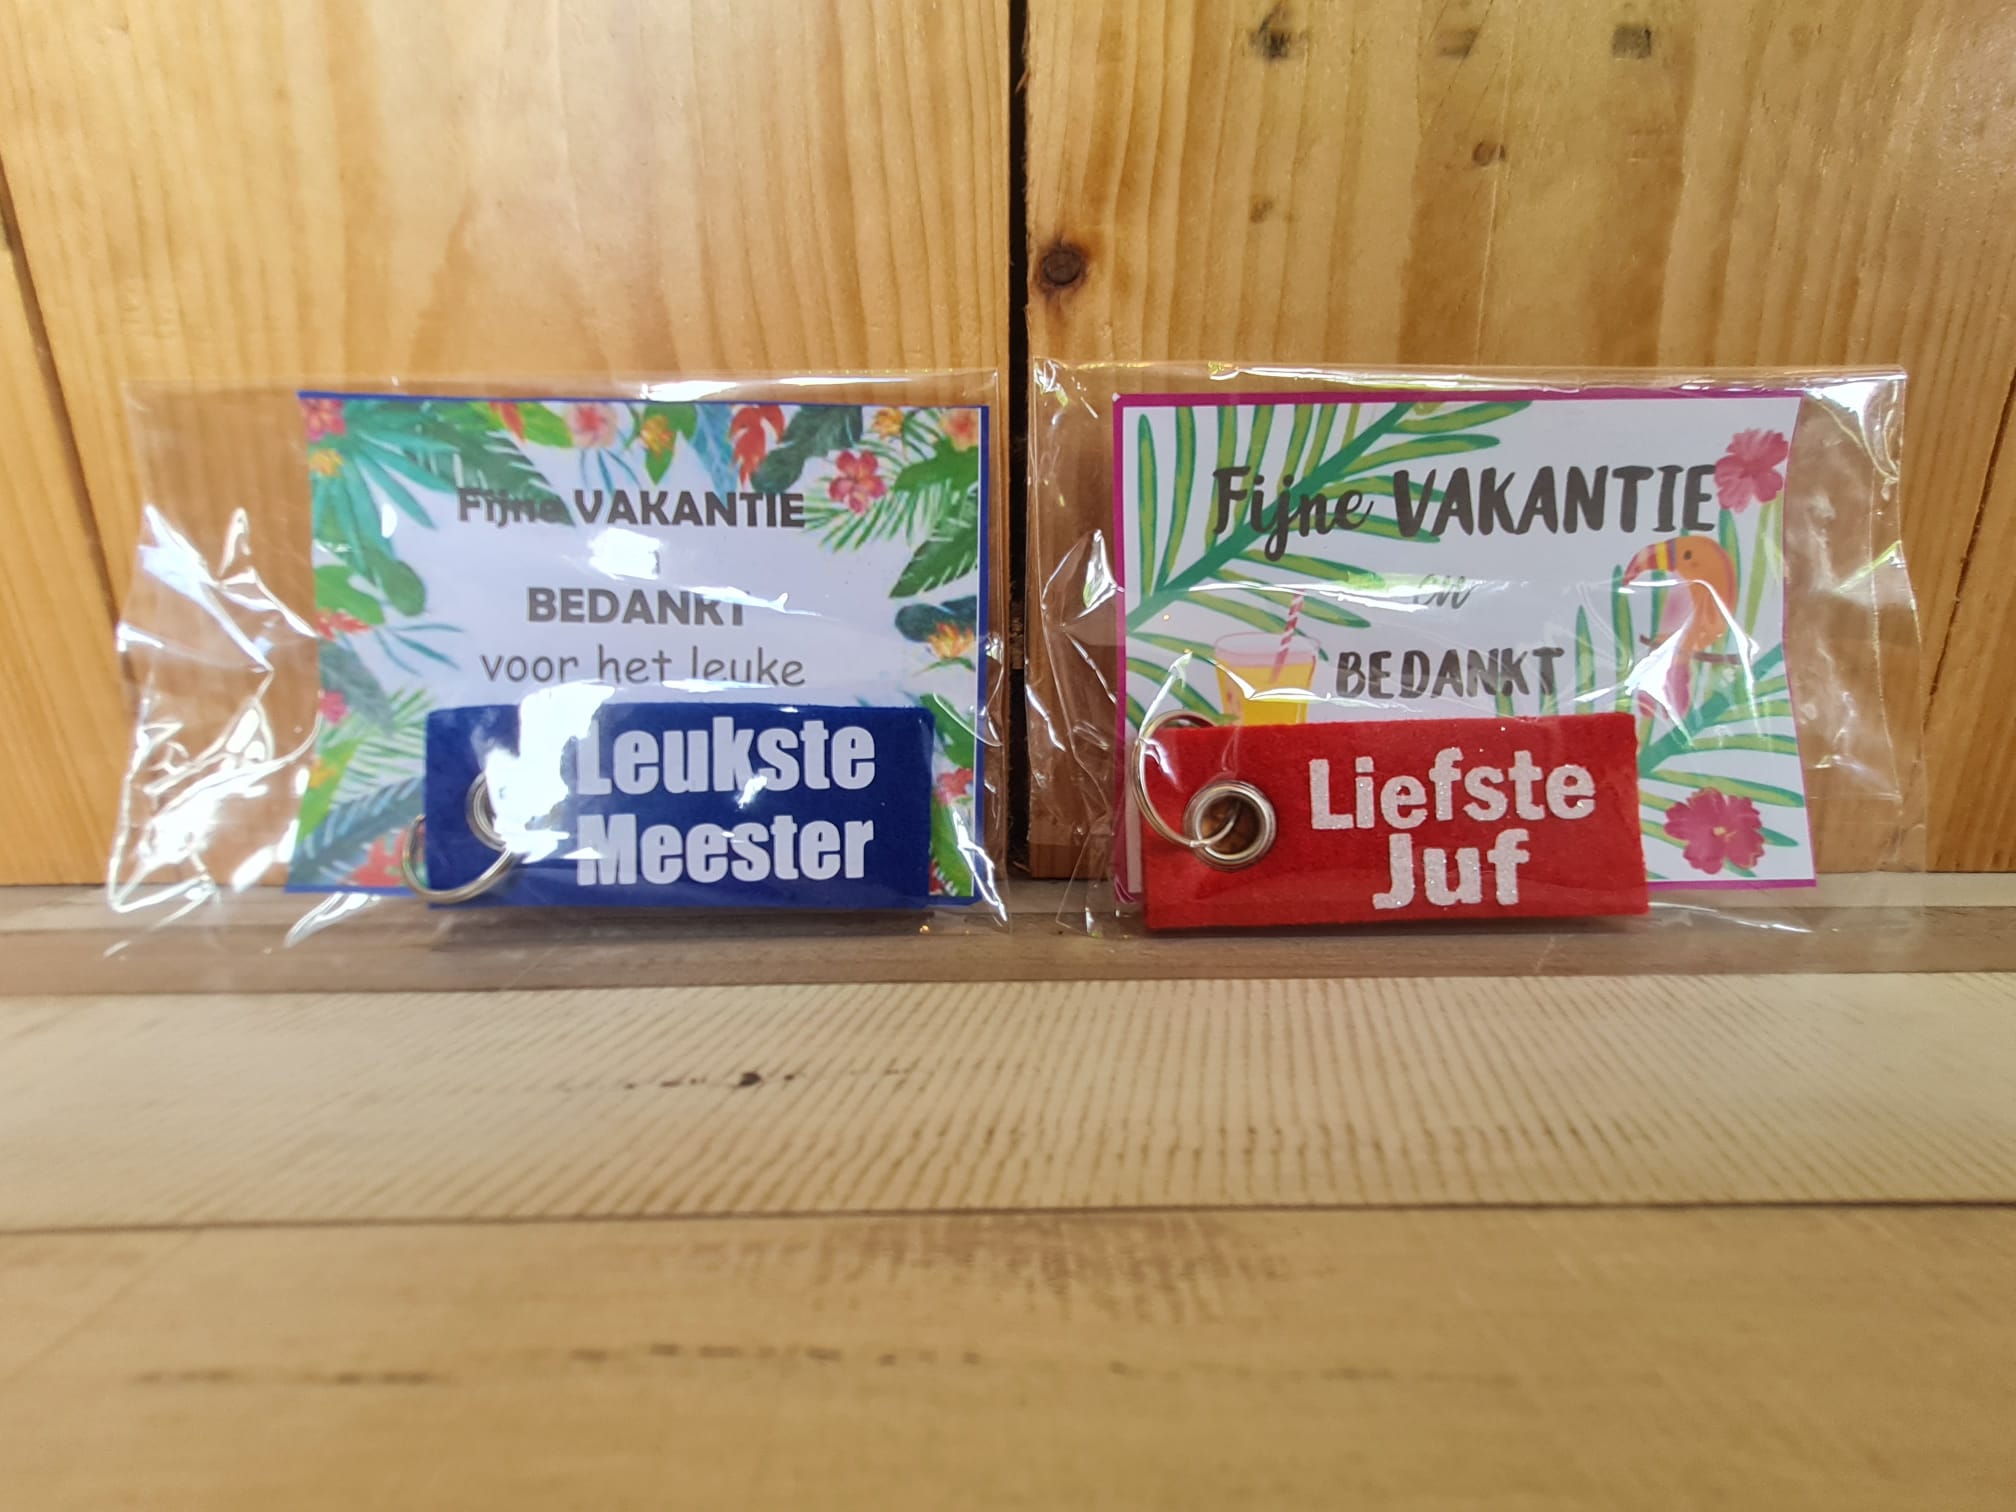 Fijne VAKANTIE
BEDANKT
voor het leuke
Leukste
Meester
Fijne VAKANTIE
en
BEDANKT
Liefste
Juf